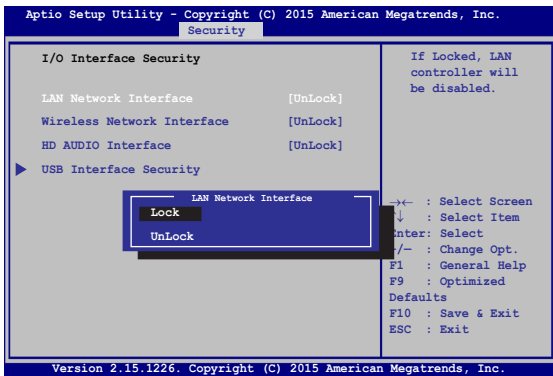 Aptio Setup Utility - Copyright (C) 2015 American Megatrends, Inc.
Security
I/O Interface Security
LAN Network Interface [UnLock]
Wireless Network Interface [UnLock]
HD AUDIO Interface [UnLock]
USB Interface Security
LAN Network Interface
Lock
UnLock
If Locked, LAN
controller will
be disabled.
→← : Select Screen
↑↓ : Select Item
Enter: Select
+/— : Change Opt.
F1 : General Help
F9 : Optimized
Defaults
F10 : Save & Exit
ESC : Exit
Version 2.15.1226. Copyright (C) 2015 American Megatrends, Inc.